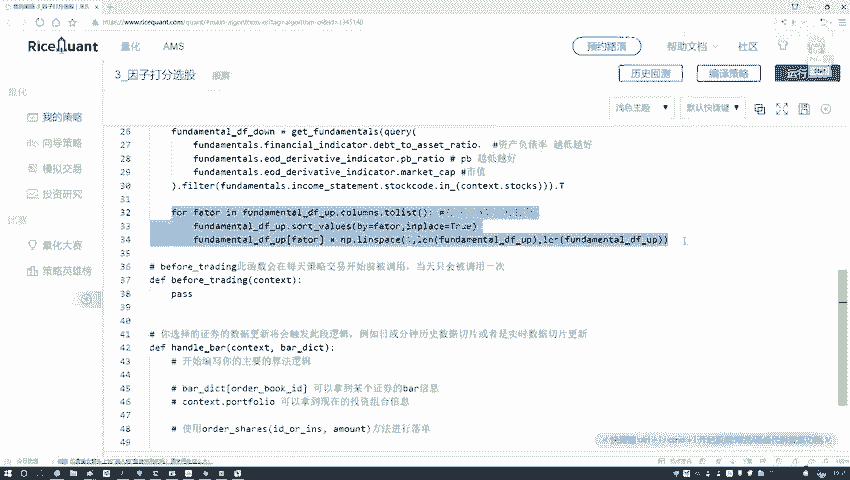 RiceQuant 量化 AMS 预约路演 帮助文档 社区
3_因子打分选股 股票 历史回测 编译策略
浅色主题 默认快捷键
量化
我的策略
向导策略
模拟交易
投资研究
比赛
量化大赛
策略英雄榜
26 fundamental_df_down = get_fundamentals(query(
27 fundamentals.financial_indicator.debt_to_asset_ratio, #资产负债率 越低越好
28 fundamentals.eod_derivative_indicator.pb_ratio # pb 越低越好
29 fundamentals.eod_derivative_indicator.market_cap #市值
30 ).filter(fundamentals.income_statement.stockcode.in_(context.stocks))).T
31
32 for fator in fundamental_df_up.columns.tolist():
33 fundamental_df_up.sort_values(by=fator,inplace=True)
34 fundamental_df_up[fator] = np.linspace(1,len(fundamental_df_up),len(fundamental_df_up))
35
36 # before_trading此函数会在每天策略交易开始前被调用，当天只会被调用一次
37 def before_trading(context):
38 pass
39
40
41 # 你选择的证券的数据更新将会触发此段逻辑，例如日或分钟历史数据切片或者是实时数据切片更新
42 def handle_bar(context, bar_dict):
43 # 开始编写你的主要的算法逻辑
44
45 # bar_dict[order_book_id] 可以拿到某个证券的bar信息
46 # context.portfolio 可以拿到现在的投资组合信息
47
48 # 使用order_shares(id_or_ins, amount)方法进行落单
49